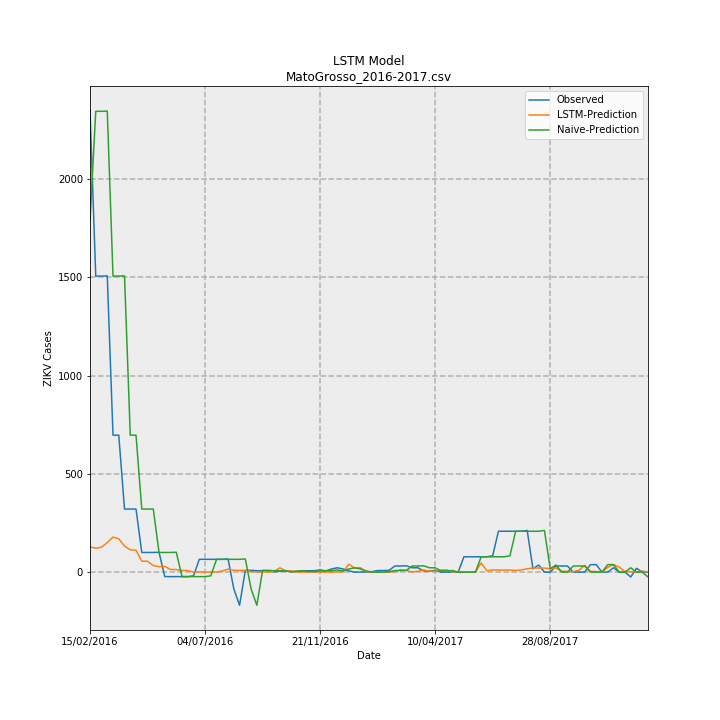 LSTM Model
MatoGrosso_2016-2017.csv
Observed
LSTM-Prediction
Naive-Prediction
2000
1500
1000
500
0
ZIKV Cases
15/02/2016
04/07/2016
21/11/2016
10/04/2017
28/08/2017
Date